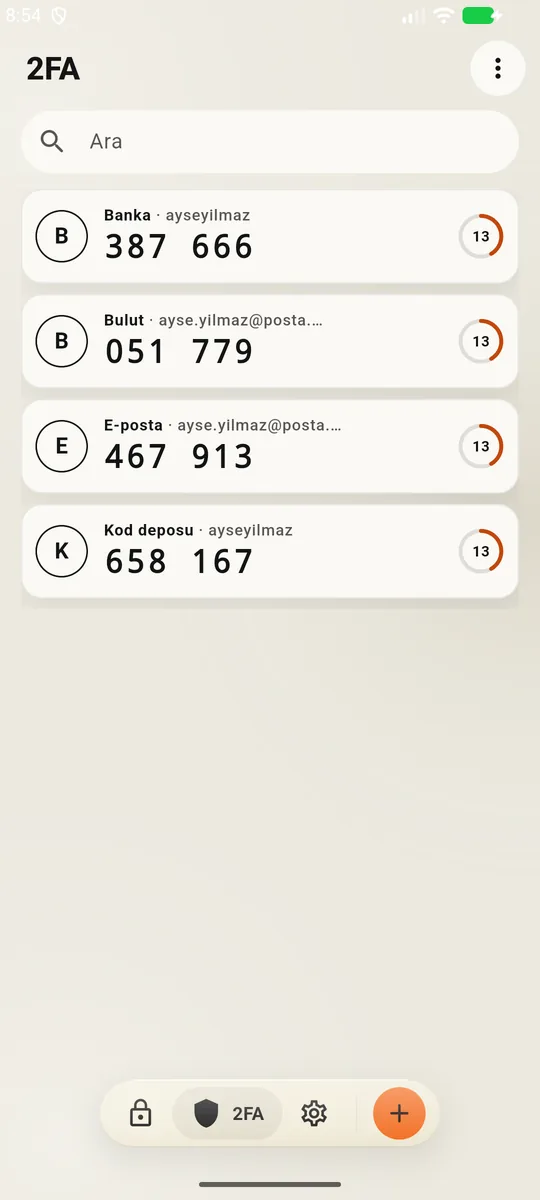 8:54
2FA
Ara
B
Banka · ayseyilmaz
387 666
13
B
Bulut · ayse.yilmaz@posta.…
051 779
13
E
E-posta · ayse.yilmaz@posta.…
467 913
13
K
Kod deposu · ayseyilmaz
658 167
13
2FA